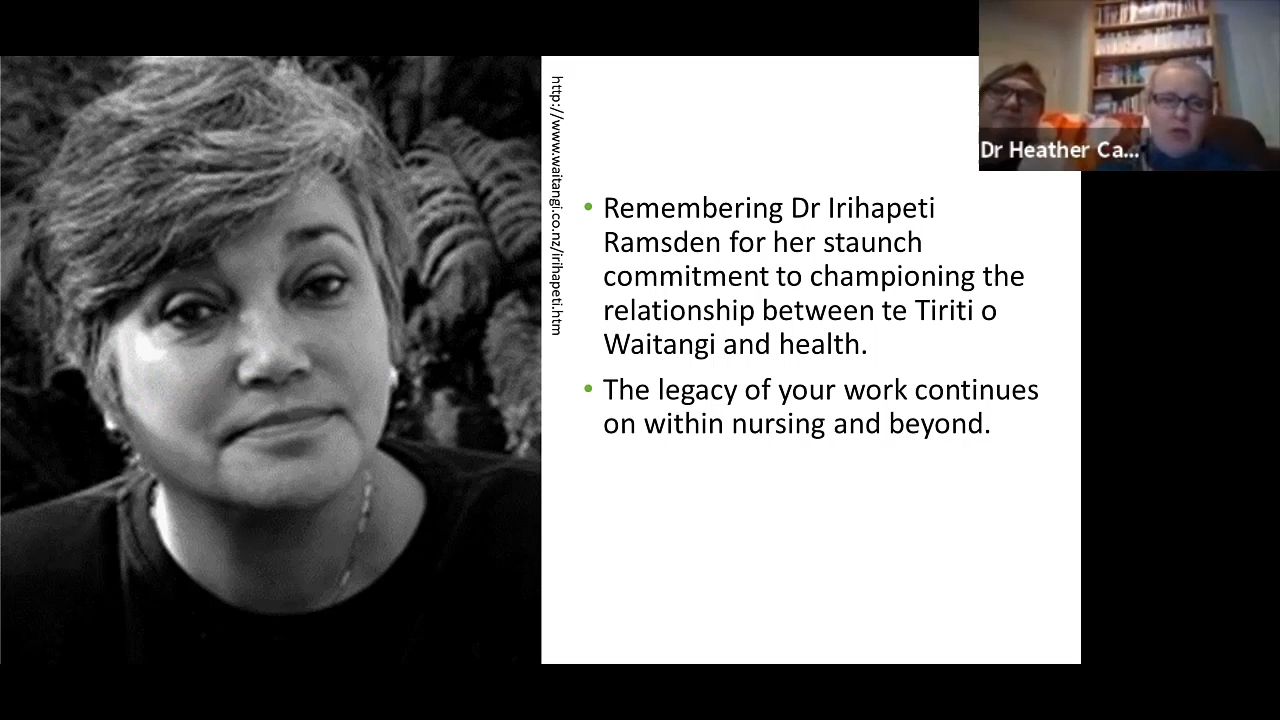 http://www.waitangi.co.nz/irihapeti.htm
Dr Heather Ca...
• Remembering Dr Irihapeti
Ramsden for her staunch
commitment to championing the
relationship between te Tiriti o
Waitangi and health.
• The legacy of your work continues
on within nursing and beyond.